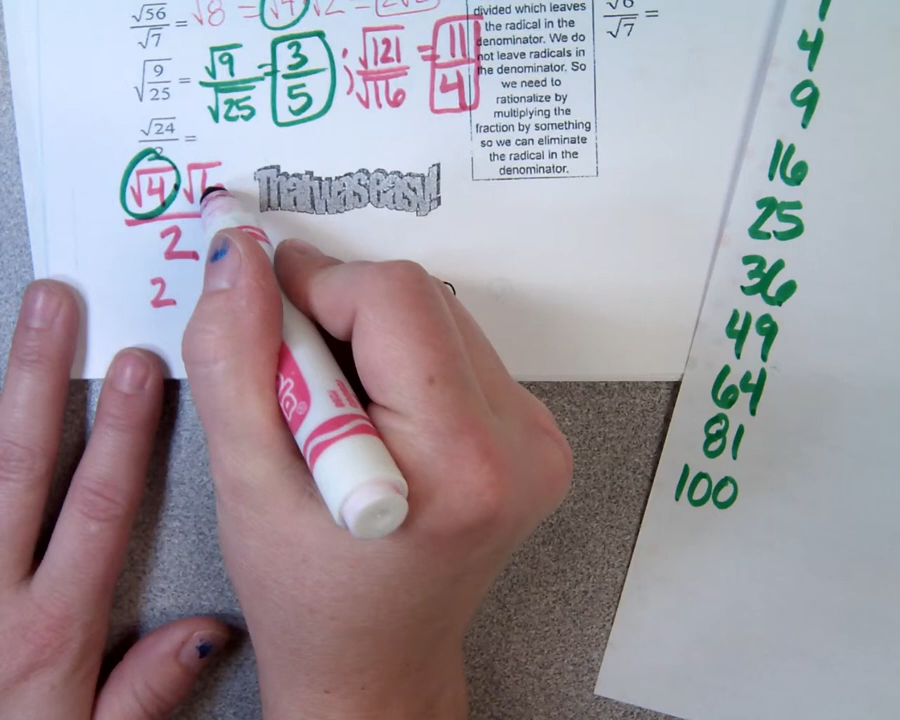 √56/√7 = √8 = √4 √2 = 2√2
√9/25 = √9/√25 = 3/5 ; √121/√16 = 11/4
√24/2 =
√4 √
2
2
That was easy!
divided which leaves
the radical in the
denominator. We do
not leave radicals in
the denominator. So
we need to
rationalize by
multiplying the
fraction by something
so we can eliminate
the radical in the
denominator.
√6/√7 =
4
9
16
25
36
49
64
81
100